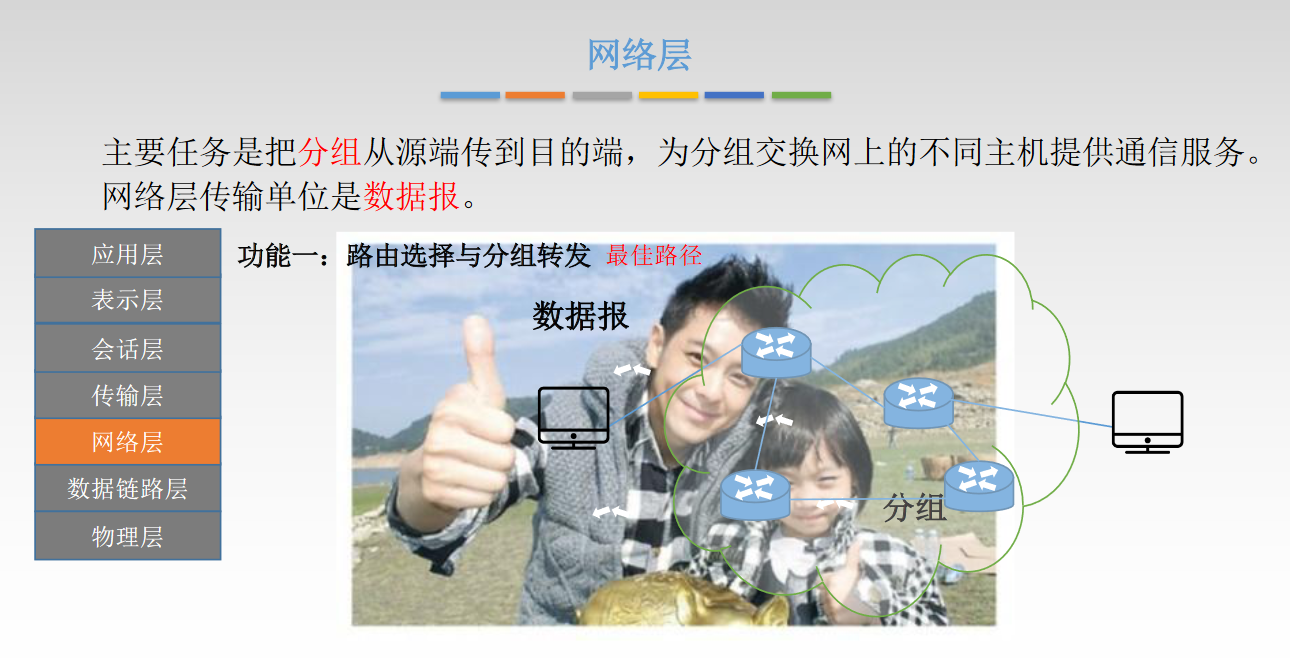 网络层
主要任务是把分组从源端传到目的端，为分组交换网上的不同主机提供通信服务。
网络层传输单位是数据报。
应用层
表示层
会话层
传输层
网络层
数据链路层
物理层
功能一：路由选择与分组转发 最佳路径
数据报
分组